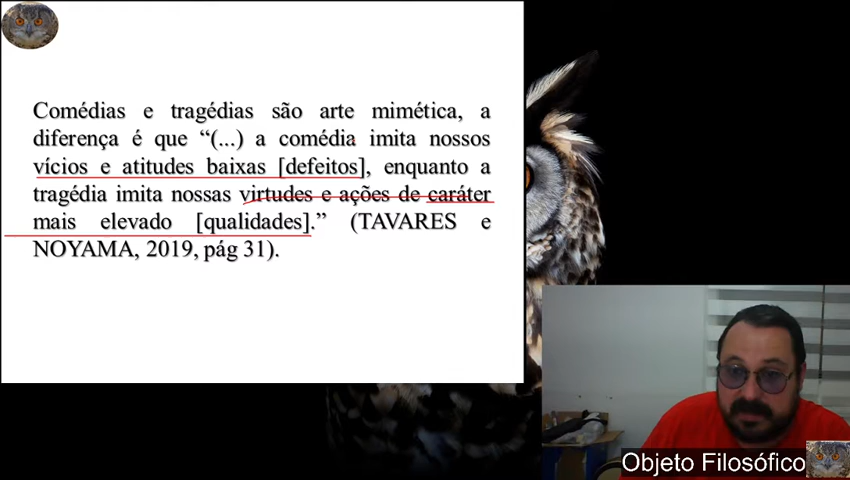 Comédias e tragédias são arte mimética, a
diferença é que “(...) a comédia imita nossos
vícios e atitudes baixas [defeitos], enquanto a
tragédia imita nossas virtudes e ações de caráter
mais elevado [qualidades].” (TAVARES e
NOYAMA, 2019, pág 31).
Objeto Filosófico